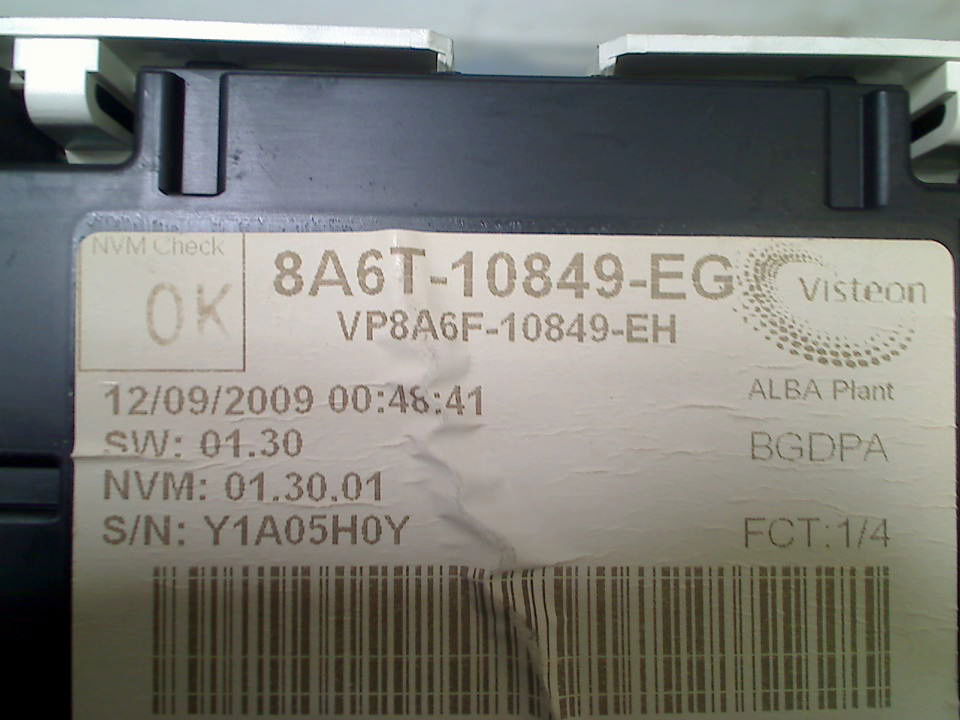 NVM Check
OK
8A6T-10849-EG
VP8A6F-10849-EH
Visteon
ALBA Plant
12/09/2009 00:48:41
SW: 01.30
BGDPA
NVM: 01.30.01
S/N: Y1A05H0Y
FCT:1/4